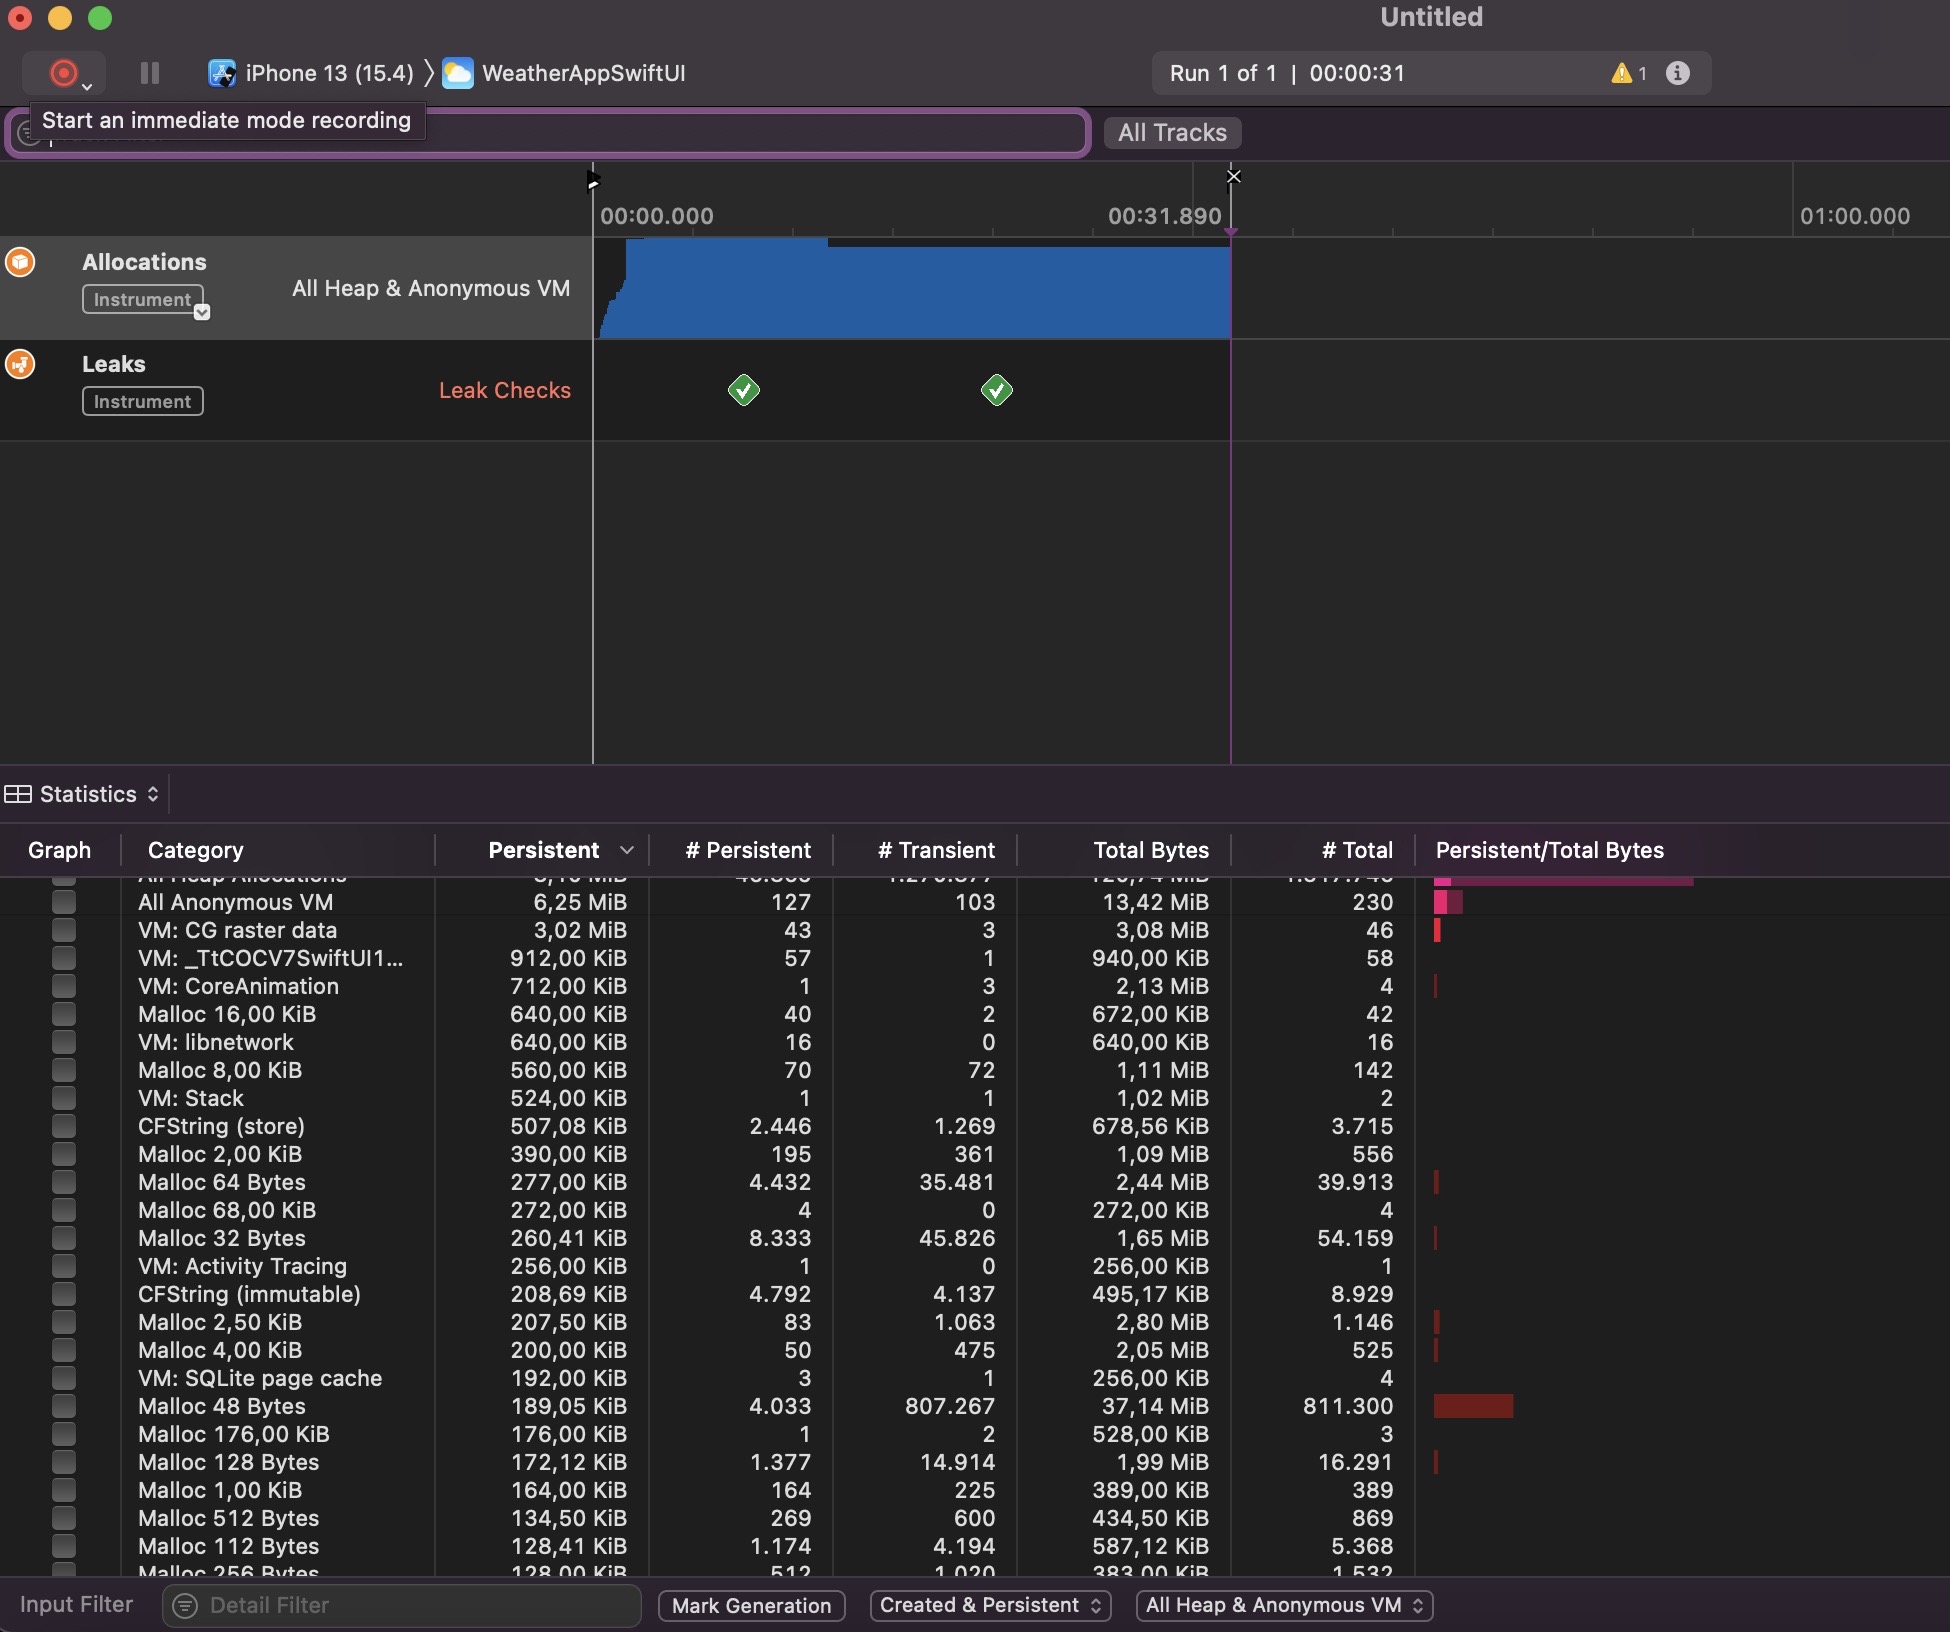 Untitled
iPhone 13 (15.4) 〉 WeatherAppSwiftUI
Run 1 of 1 | 00:00:31 1
Start an immediate mode recording
All Tracks
00:00.000 00:31.890 01:00.000
Allocations
Instrument
All Heap & Anonymous VM
Leaks
Instrument
Leak Checks
Statistics
Graph Category Persistent # Persistent # Transient Total Bytes # Total Persistent/Total Bytes
All Heap Allocations
All Anonymous VM 6,25 MiB 127 103 13,42 MiB 230
VM: CG raster data 3,02 MiB 43 3 3,08 MiB 46
VM: _TtCOCV7SwiftUI1... 912,00 KiB 57 1 940,00 KiB 58
VM: CoreAnimation 712,00 KiB 1 3 2,13 MiB 4
Malloc 16,00 KiB 640,00 KiB 40 2 672,00 KiB 42
VM: libnetwork 640,00 KiB 16 0 640,00 KiB 16
Malloc 8,00 KiB 560,00 KiB 70 72 1,11 MiB 142
VM: Stack 524,00 KiB 1 1 1,02 MiB 2
CFString (store) 507,08 KiB 2.446 1.269 678,56 KiB 3.715
Malloc 2,00 KiB 390,00 KiB 195 361 1,09 MiB 556
Malloc 64 Bytes 277,00 KiB 4.432 35.481 2,44 MiB 39.913
Malloc 68,00 KiB 272,00 KiB 4 0 272,00 KiB 4
Malloc 32 Bytes 260,41 KiB 8.333 45.826 1,65 MiB 54.159
VM: Activity Tracing 256,00 KiB 1 0 256,00 KiB 1
CFString (immutable) 208,69 KiB 4.792 4.137 495,17 KiB 8.929
Malloc 2,50 KiB 207,50 KiB 83 1.063 2,80 MiB 1.146
Malloc 4,00 KiB 200,00 KiB 50 475 2,05 MiB 525
VM: SQLite page cache 192,00 KiB 3 1 256,00 KiB 4
Malloc 48 Bytes 189,05 KiB 4.033 807.267 37,14 MiB 811.300
Malloc 176,00 KiB 176,00 KiB 1 2 528,00 KiB 3
Malloc 128 Bytes 172,12 KiB 1.377 14.914 1,99 MiB 16.291
Malloc 1,00 KiB 164,00 KiB 164 225 389,00 KiB 389
Malloc 512 Bytes 134,50 KiB 269 600 434,50 KiB 869
Malloc 112 Bytes 128,41 KiB 1.174 4.194 587,12 KiB 5.368
Malloc 256 Bytes 128,00 KiB 512 1.020 383,00 KiB 1.532
Input Filter Detail Filter Mark Generation Created & Persistent All Heap & Anonymous VM